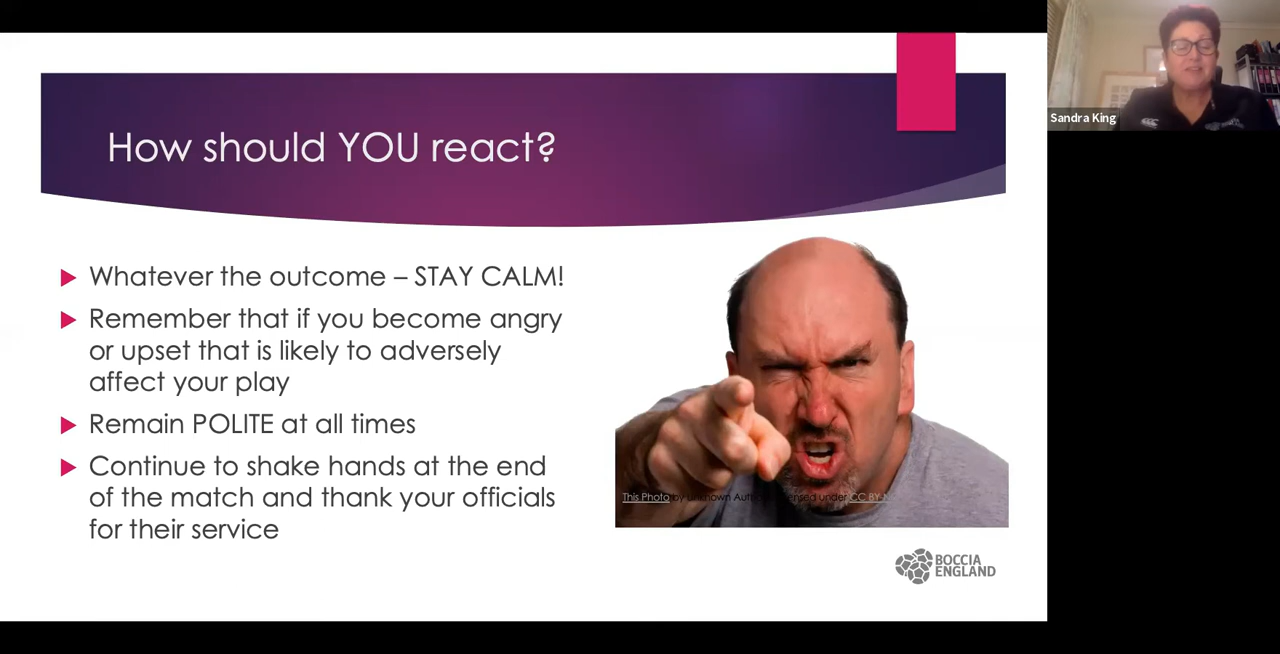 How should YOU react?
Whatever the outcome – STAY CALM!
Remember that if you become angry
or upset that is likely to adversely
affect your play
Remain POLITE at all times
Continue to shake hands at the end
of the match and thank your officials
for their service
This Photo by Unknown licensed under CC BY-
BOCCIA
ENGLAND
Sandra King